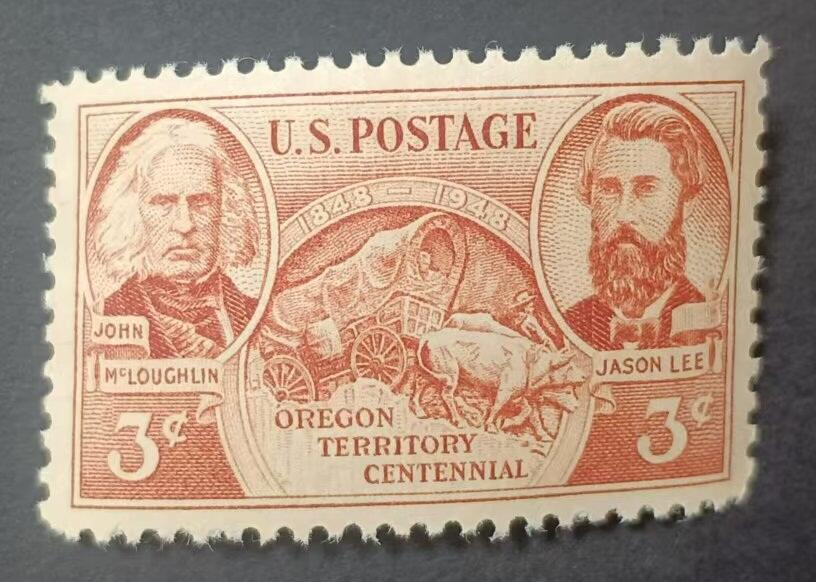 U.S. POSTAGE
1848 – 1948
JOHN
McLOUGHLIN
JASON LEE
3¢
OREGON
TERRITORY
CENTENNIAL
3¢